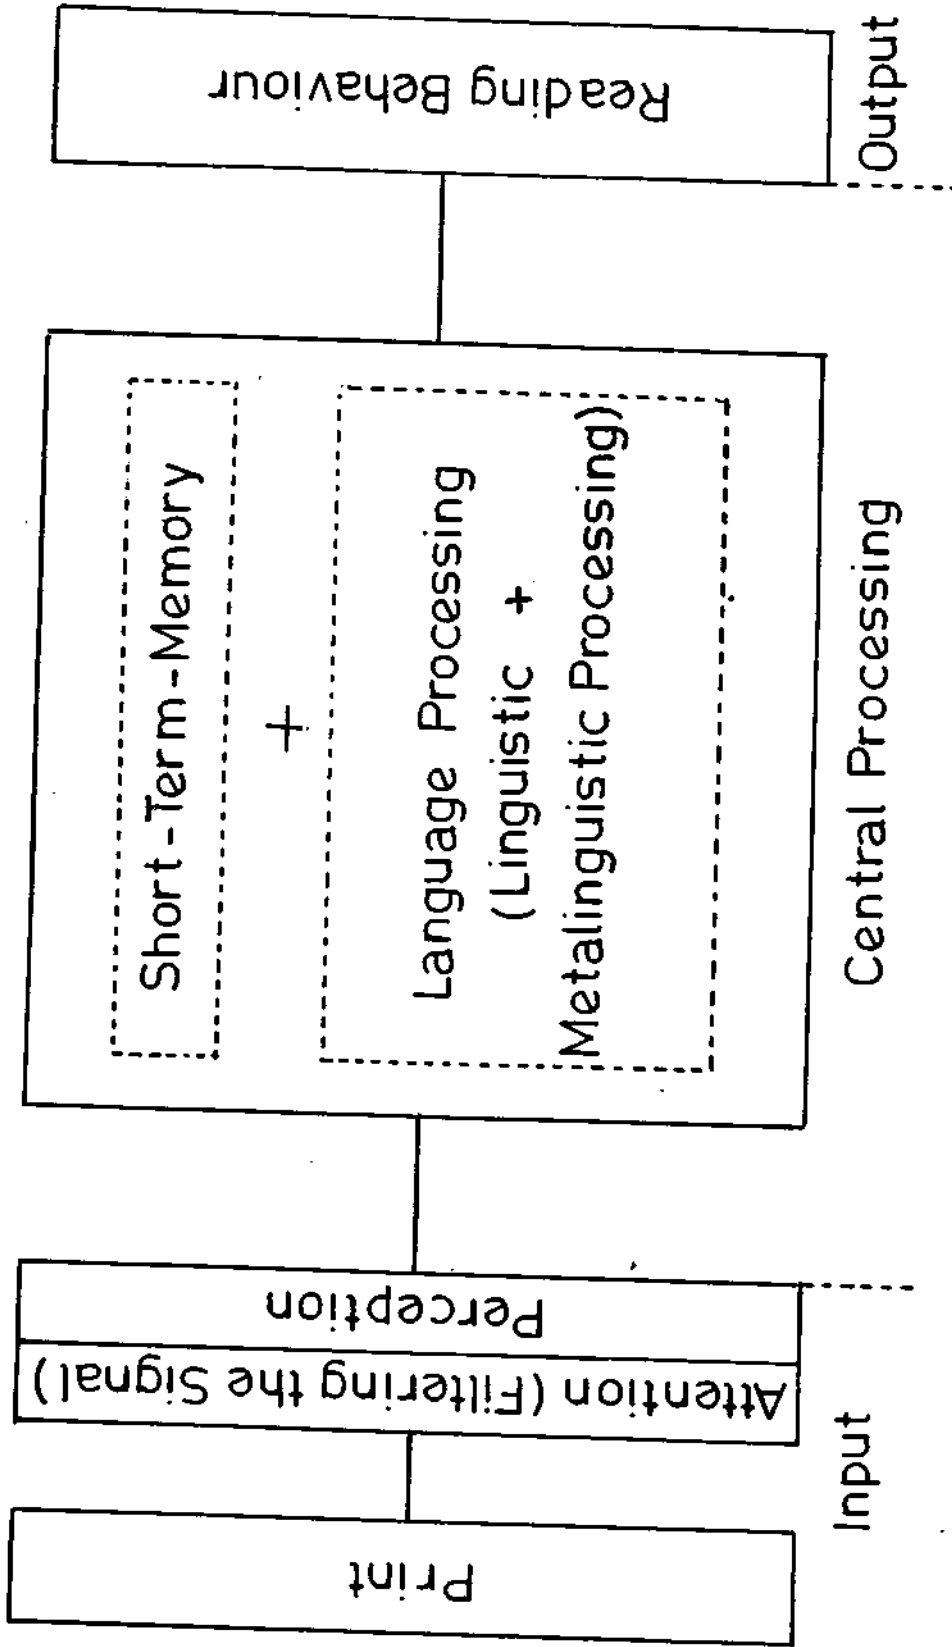 Print
Attention (Filtering the Signal)
Perception
Input
Short-Term-Memory
+
Language Processing
(Linguistic +
Metalinguistic Processing)
Central Processing
Reading Behaviour
Output